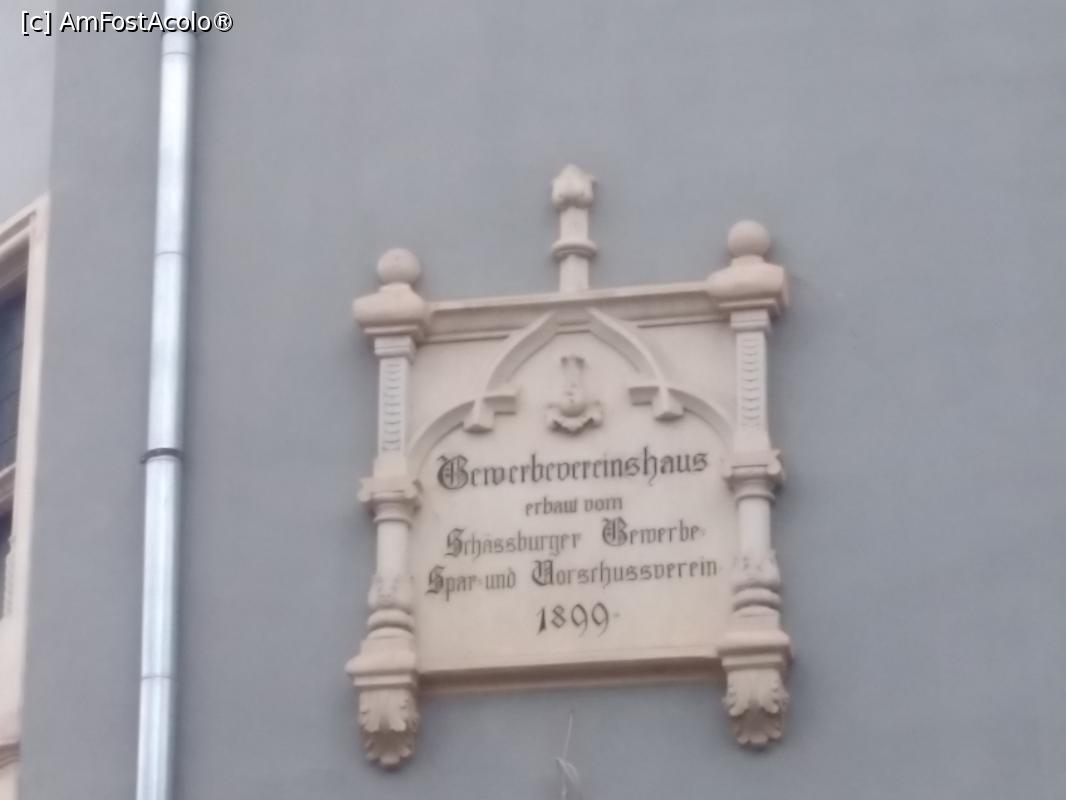 [c] AmFostAcolo®
Gewerbevereinshaus
erbaut vom
Schässburger Gewerbe-
Spar- und Vorschussverein
1899